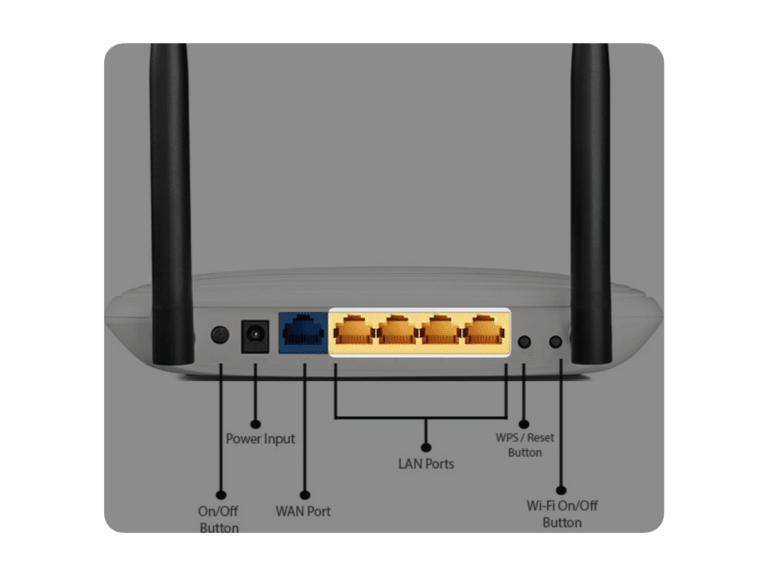 Power Input
WPS / Reset
Button
LAN Ports
On/Off
Button
WAN Port
Wi-Fi On/Off
Button